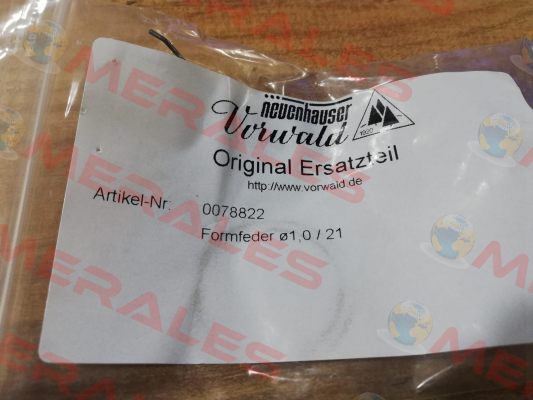 neuenhauser
Vorwald
1920
Original Ersatzteil
http://www.vorwald.de
Artikel-Nr: 0078822
Formfeder ø1,0 / 21
MERALES
MERALES
MERALES
MERALES
MERALES